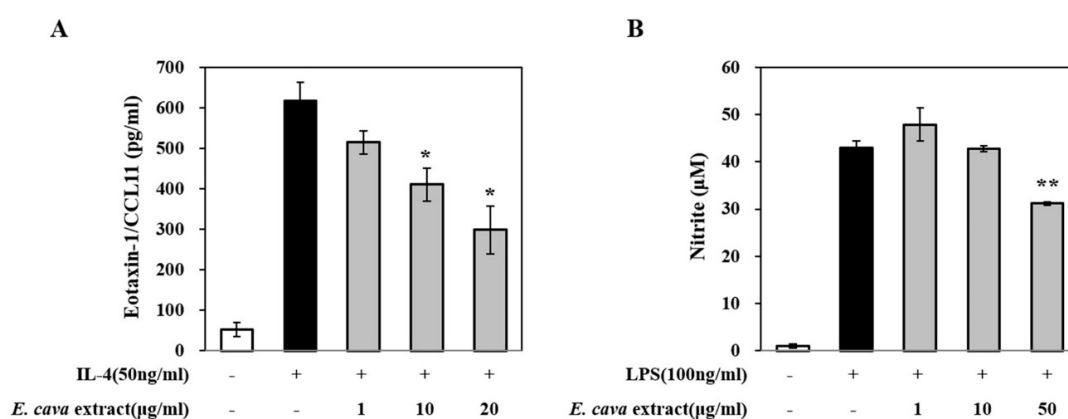 A
Eotaxin-1/CCL11 (pg/ml)
700
600
500
400
300
200
100
0
*
*
IL-4(50ng/ml) - + + + +
E. cava extract(μg/ml) - - 1 10 20
B
Nitrite (μM)
60
50
40
30
20
10
0
**
LPS(100ng/ml) - + + + +
E. cava extract(μg/ml) - - 1 10 50